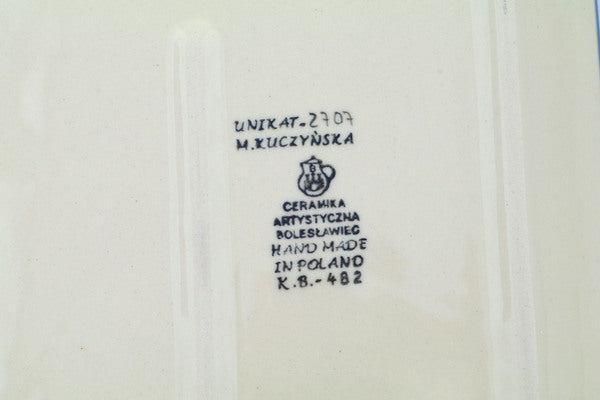 UNIKAT-2707
M.KUCZYŃSKA
CERAMIKA
ARTYSTYCZNA
BOLESŁAWIEC
HAND MADE
IN POLAND
K.B.-482